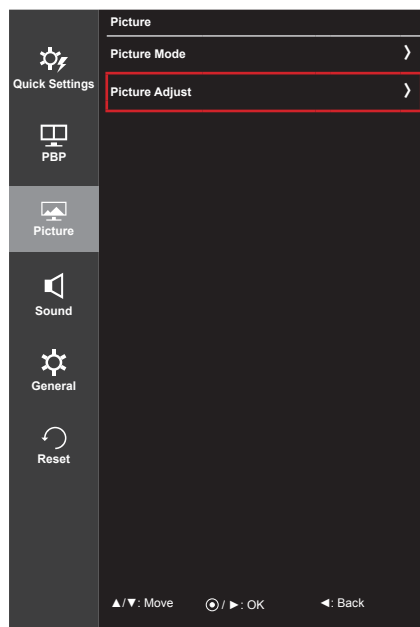 Picture
Picture Mode
Picture Adjust
Quick Settings
PBP
Picture
Sound
General
Reset
▲/▼: Move ⦿ / ►: OK ◄: Back